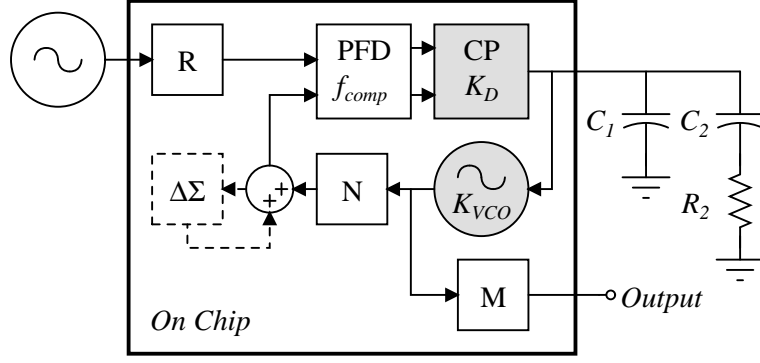 R
PFD
f_comp
CP
K_D
C_1
C_2
ΔΣ
+
+
N
K_VCO
R_2
M
Output
On Chip